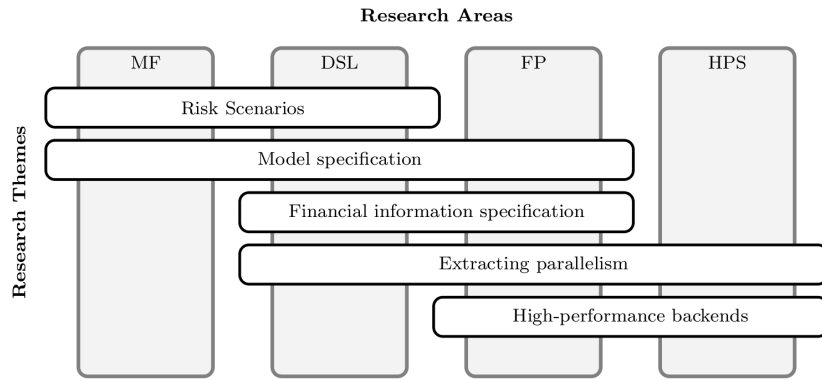 Research Areas
MF DSL FP HPS
Risk Scenarios
Model specification
Financial information specification
Extracting parallelism
High-performance backends
Research Themes